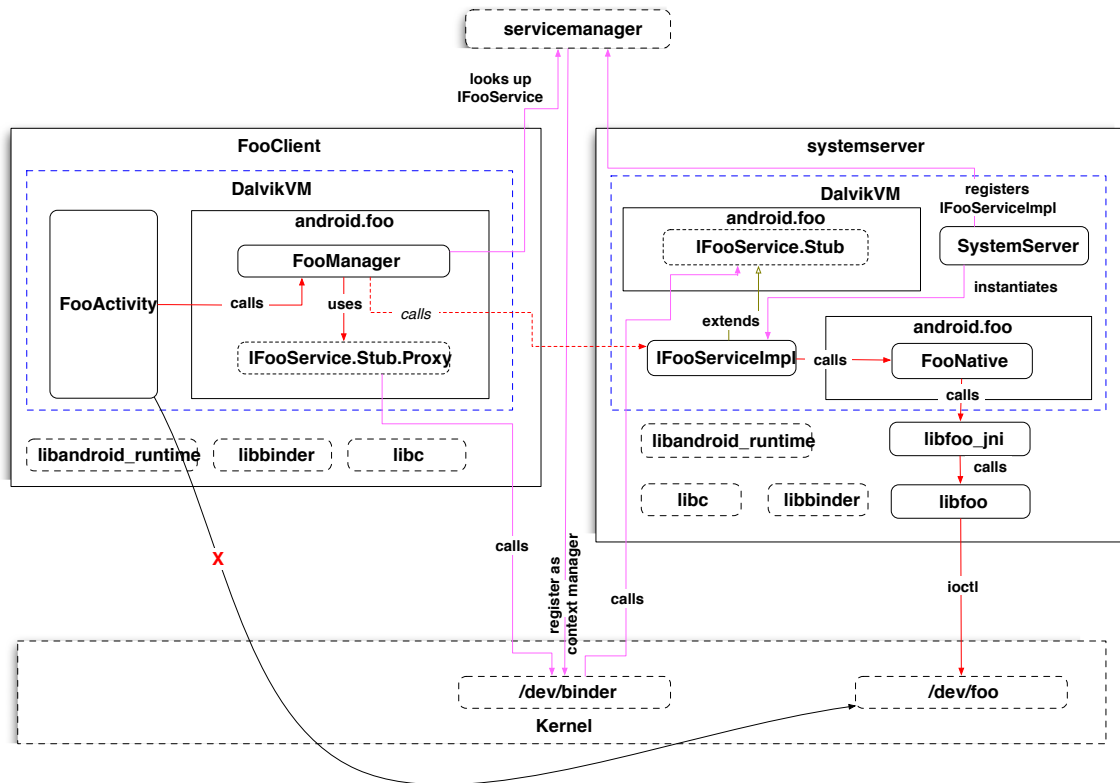 servicemanager
looks up
IFooService
FooClient
DalvikVM
android.foo
FooManager
FooActivity
calls
uses
calls
IFooService.Stub.Proxy
libandroid_runtime
libbinder
libc
systemserver
DalvikVM
registers
IFooServiceImpl
android.foo
IFooService.Stub
SystemServer
instantiates
extends
android.foo
IFooServiceImpl
calls
FooNative
calls
libandroid_runtime
libfoo_jni
calls
libc
libbinder
libfoo
X
calls
register as
context manager
calls
ioctl
/dev/binder
/dev/foo
Kernel